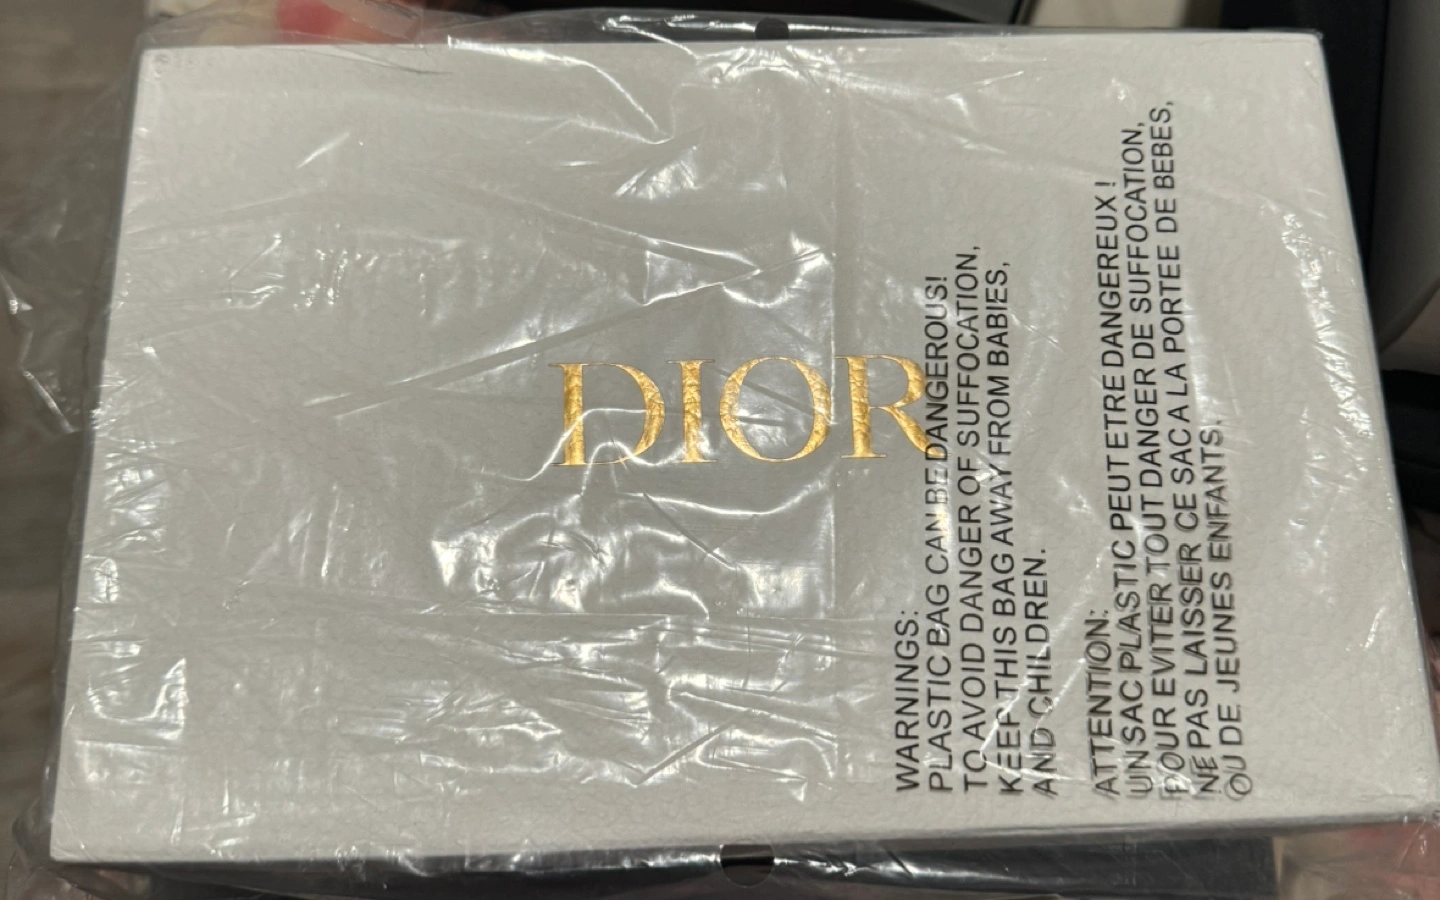 DIOR
WARNINGS:
PLASTIC BAG CAN BE DANGEROUS!
TO AVOID DANGER OF SUFFOCATION,
KEEP THIS BAG AWAY FROM BABIES,
AND CHILDREN.
ATTENTION:
UN SAC PLASTIC PEUT ETRE DANGEREUX !
POUR EVITER TOUT DANGER DE SUFFOCATION,
NE PAS LAISSER CE SAC A LA PORTEE DE BEBES,
OU DE JEUNES ENFANTS.